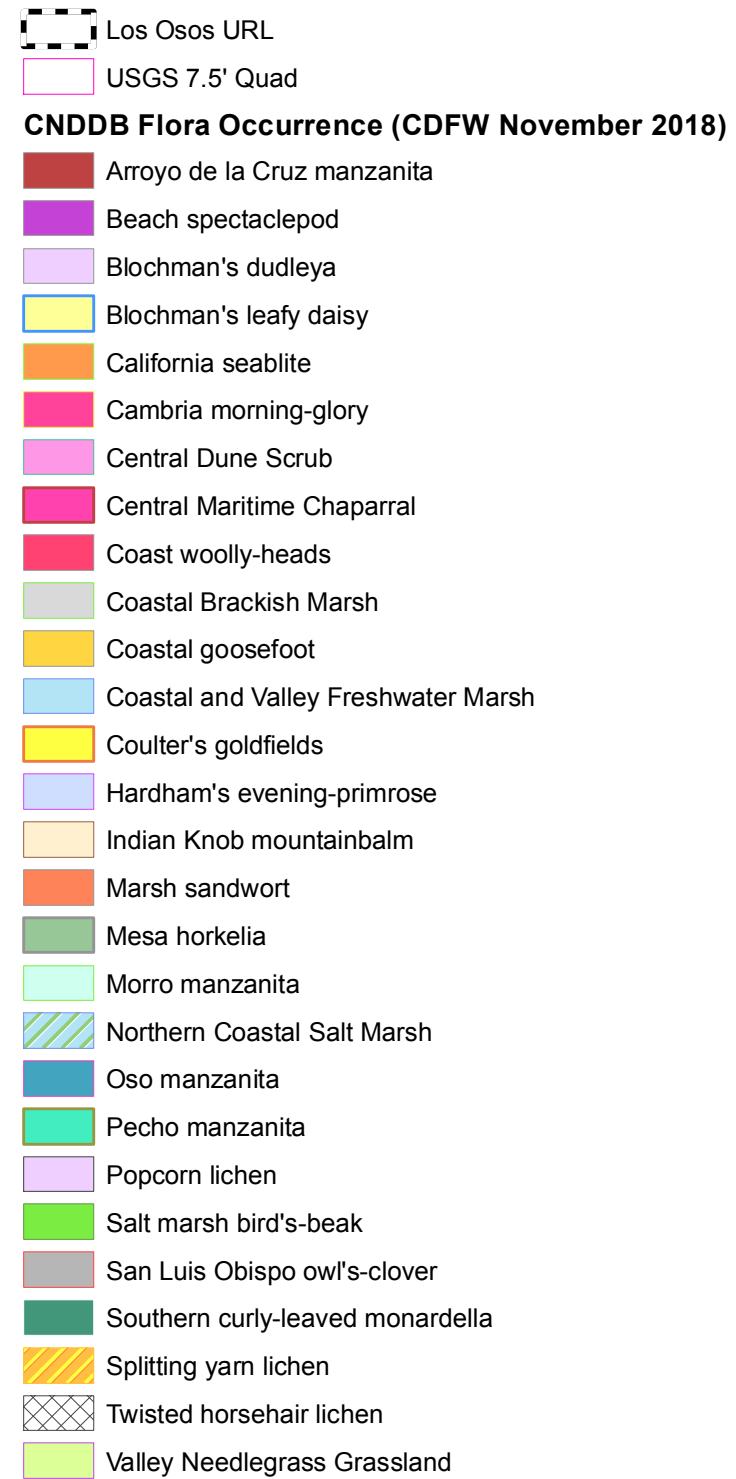 Los Osos URL
USGS 7.5' Quad
CNDDB Flora Occurrence (CDFW November 2018)
Arroyo de la Cruz manzanita
Beach spectaclepod
Blochman's dudleya
Blochman's leafy daisy
California seablite
Cambria morning-glory
Central Dune Scrub
Central Maritime Chaparral
Coast woolly-heads
Coastal Brackish Marsh
Coastal goosefoot
Coastal and Valley Freshwater Marsh
Coulter's goldfields
Hardham's evening-primrose
Indian Knob mountainbalm
Marsh sandwort
Mesa horkelia
Morro manzanita
Northern Coastal Salt Marsh
Oso manzanita
Pecho manzanita
Popcorn lichen
Salt marsh bird's-beak
San Luis Obispo owl's-clover
Southern curly-leaved monardella
Splitting yarn lichen
Twisted horsehair lichen
Valley Needlegrass Grassland